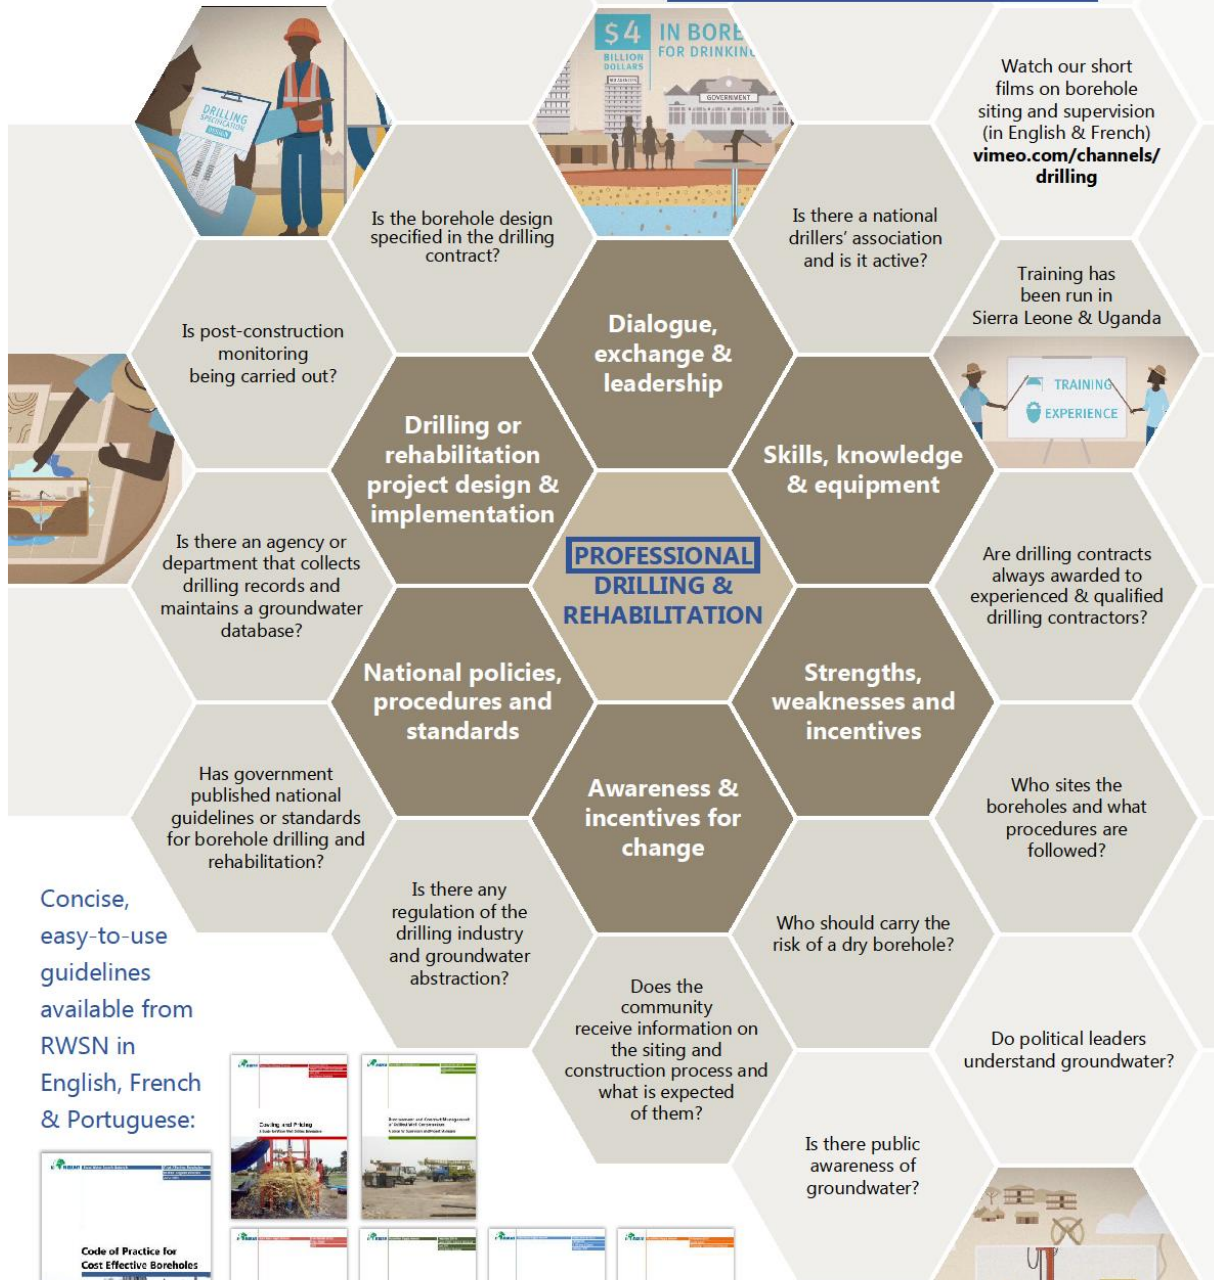 $4
BILLION
DOLLARS
IN BORE
FOR DRINKING
GOVERNMENT
DRILLING
SPECIFICATION
Watch our short
films on borehole
siting and supervision
(in English & French)
vimeo.com/channels/
drilling
Is the borehole design
specified in the drilling
contract?
Is there a national
drillers’ association
and is it active?
Training has
been run in
Sierra Leone & Uganda
TRAINING
EXPERIENCE
Is post-construction
monitoring
being carried out?
Dialogue,
exchange &
leadership
Drilling or
rehabilitation
project design &
implementation
Skills, knowledge
& equipment
Is there an agency or
department that collects
drilling records and
maintains a groundwater
database?
PROFESSIONAL
DRILLING &
REHABILITATION
Are drilling contracts
always awarded to
experienced & qualified
drilling contractors?
National policies,
procedures and
standards
Strengths,
weaknesses and
incentives
Has government
published national
guidelines or standards
for borehole drilling and
rehabilitation?
Awareness &
incentives for
change
Who sites the
boreholes and what
procedures are
followed?
Is there any
regulation of the
drilling industry
and groundwater
abstraction?
Who should carry the
risk of a dry borehole?
Does the
community
receive information on
the siting and
construction process and
what is expected
of them?
Do political leaders
understand groundwater?
Is there public
awareness of
groundwater?
Concise,
easy-to-use
guidelines
available from
RWSN in
English, French
& Portuguese:
Costing and Pricing
Code of Practice for
Cost Effective Boreholes